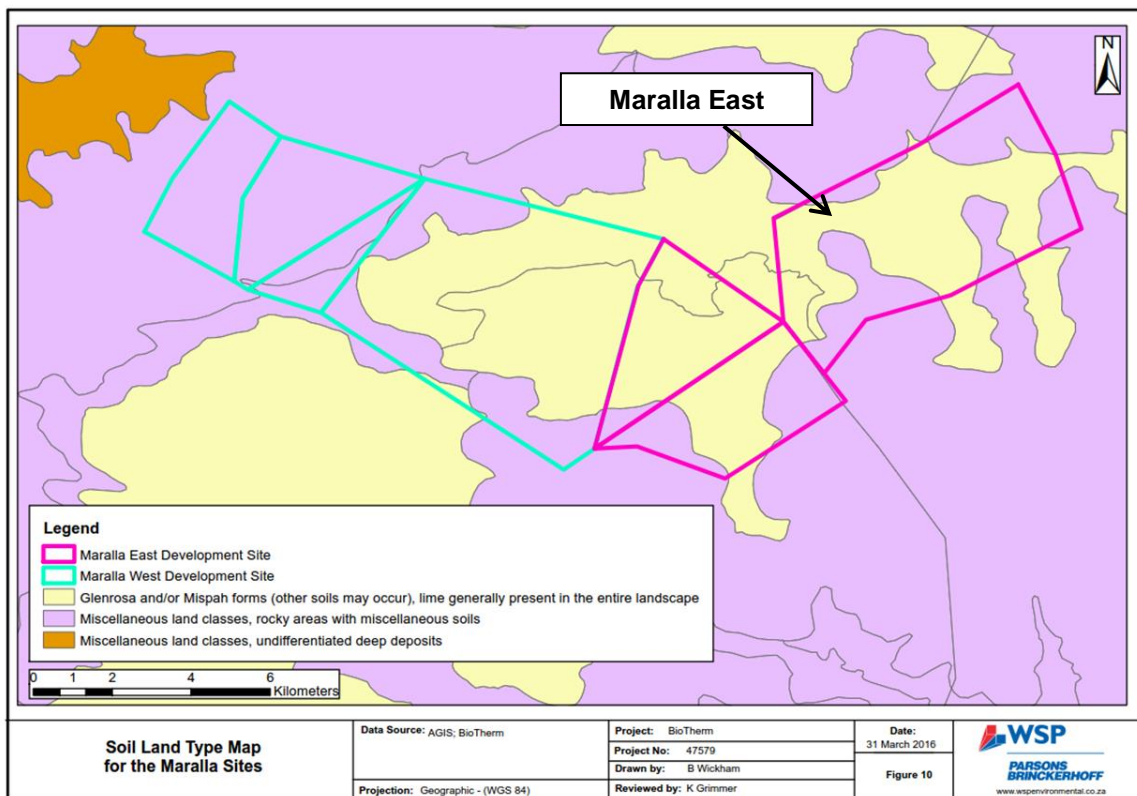 N
Maralla East
Legend
Maralla East Development Site
Maralla West Development Site
Glenrosa and/or Mispah forms (other soils may occur), lime generally present in the entire landscape
Miscellaneous land classes, rocky areas with miscellaneous soils
Miscellaneous land classes, undifferentiated deep deposits
0 1 2 4 6
Kilometers
Soil Land Type Map
for the Maralla Sites
Data Source: AGIS; BioTherm
Projection: Geographic - (WGS 84)
Project: BioTherm
Project No: 47579
Drawn by: B Wickham
Reviewed by: K Grimmer
Date:
31 March 2016
Figure 10
WSP
PARSONS
BRINCKERHOFF
www.wspenvironmental.co.za